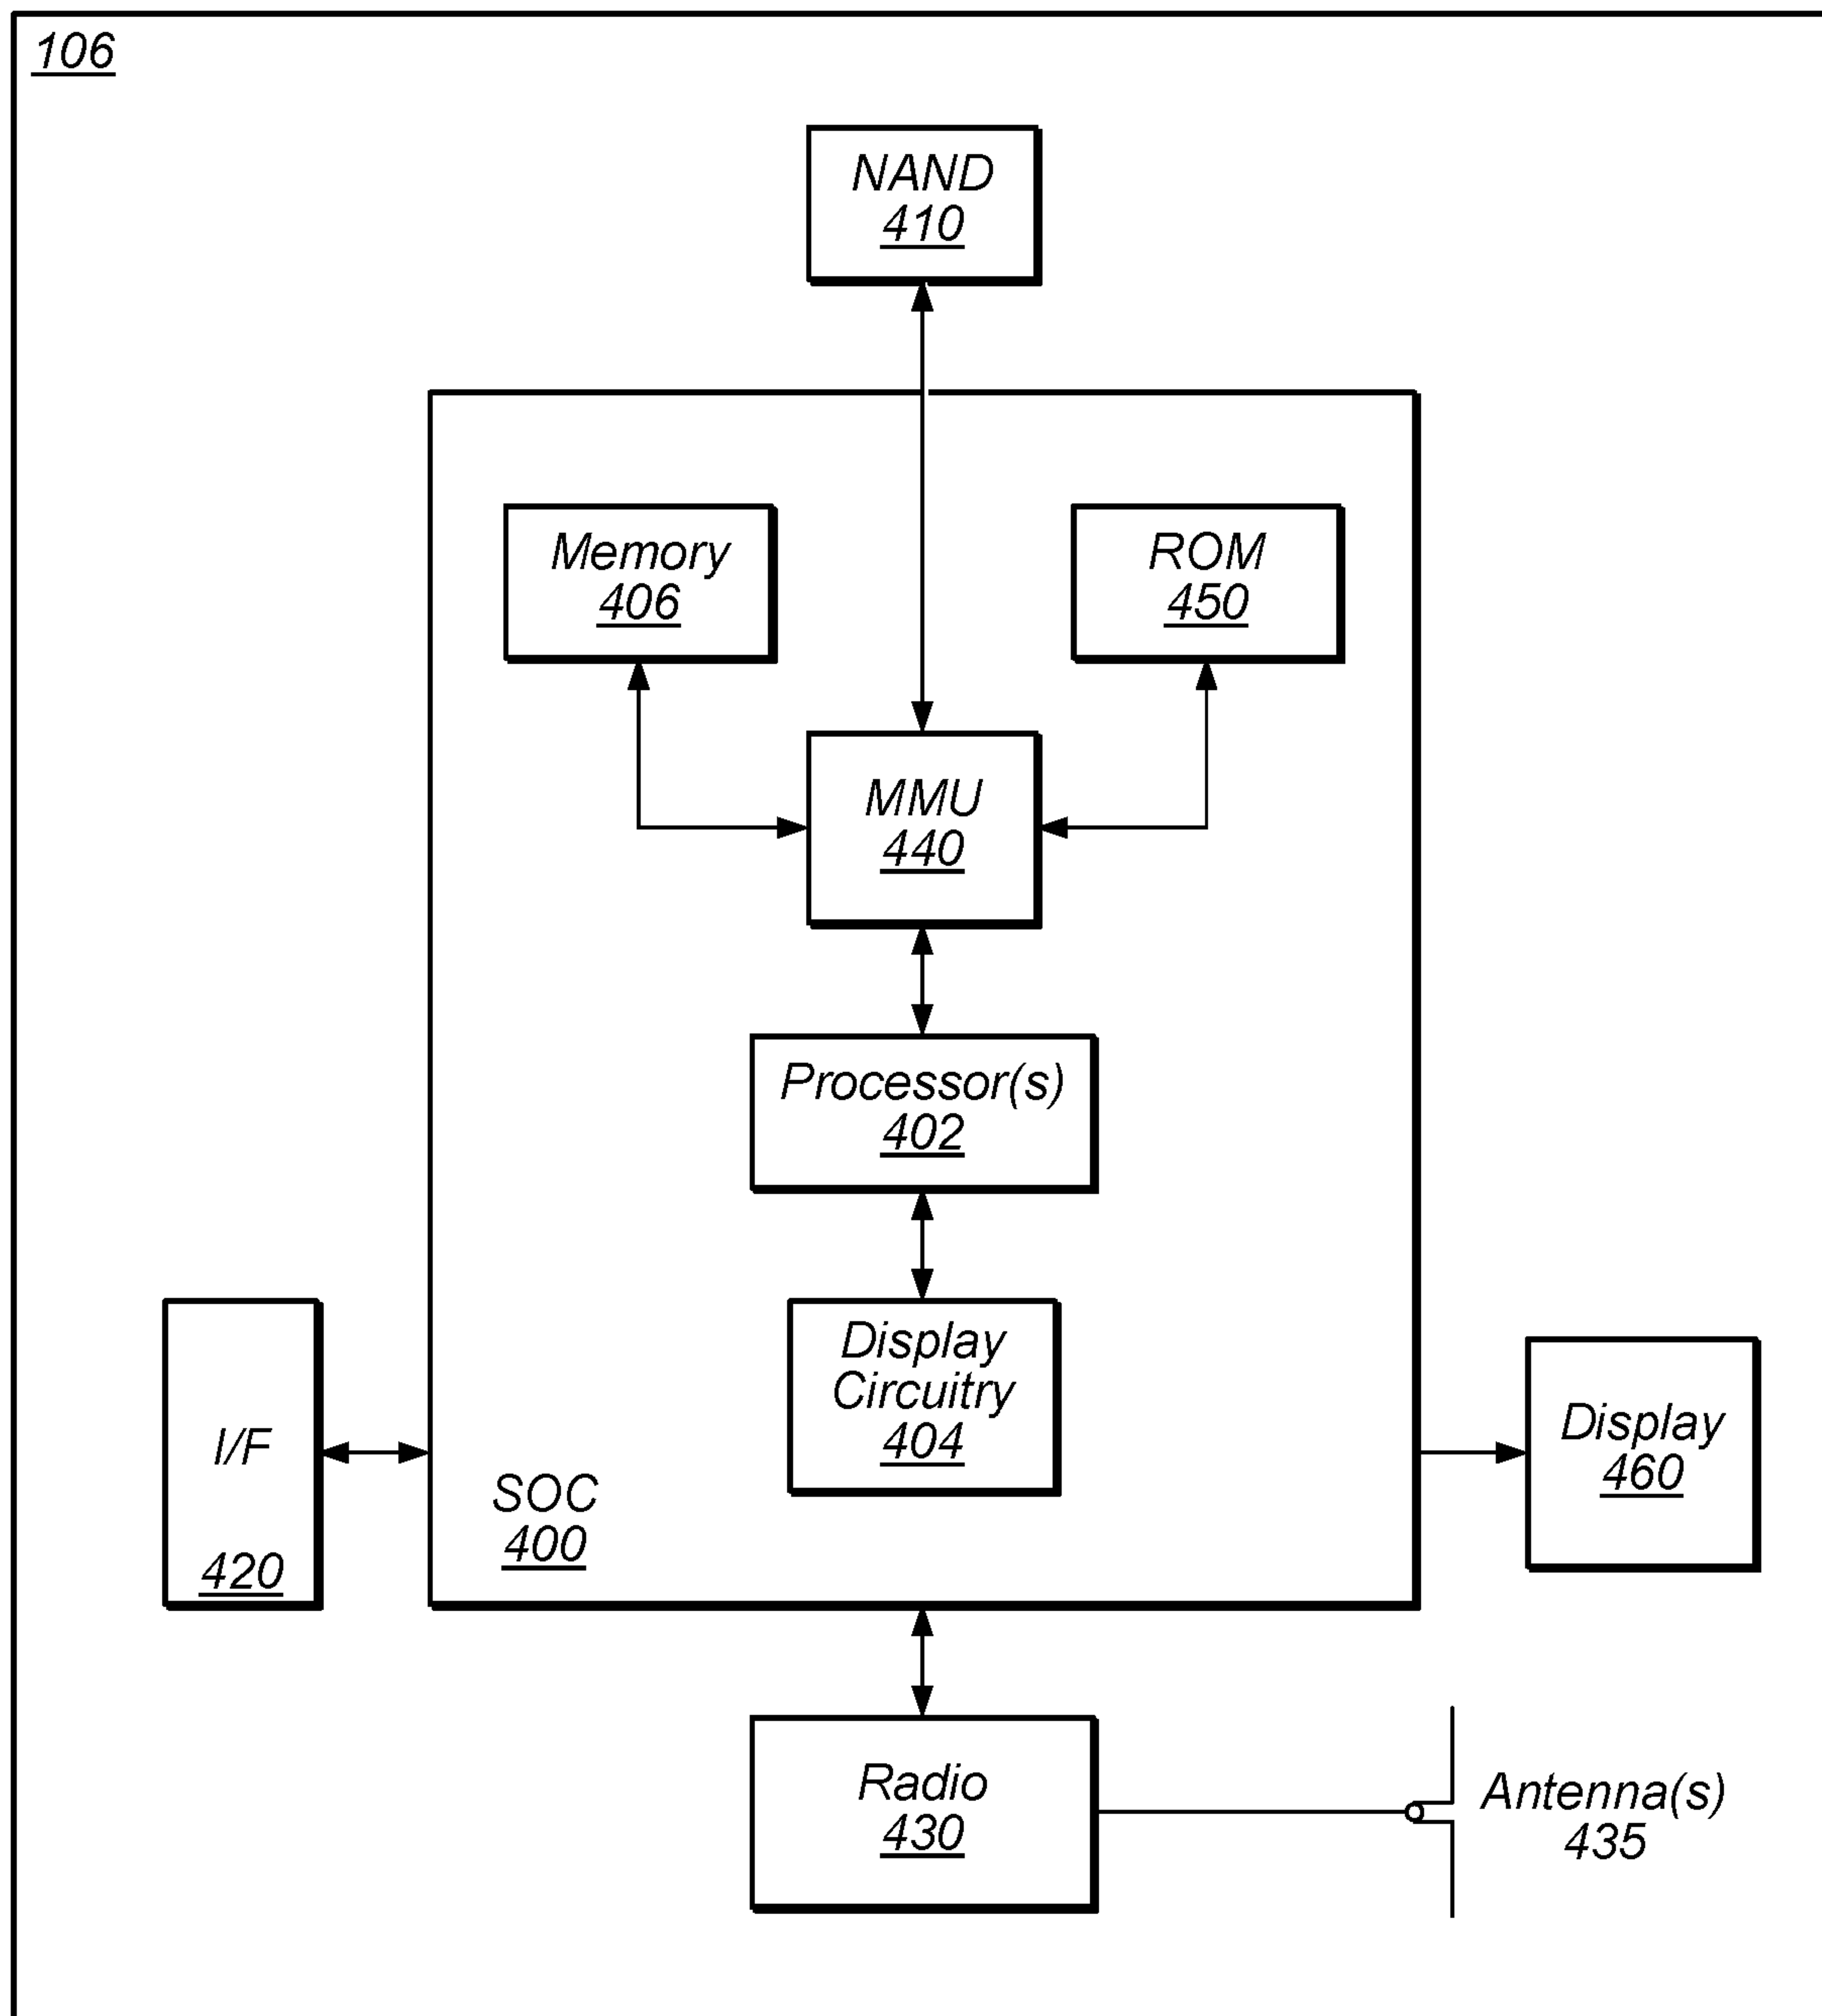 106
NAND
410
Memory
406
ROM
450
MMU
440
Processor(s)
402
Display
Circuitry
404
I/F
420
SOC
400
Display
460
Radio
430
Antenna(s)
435